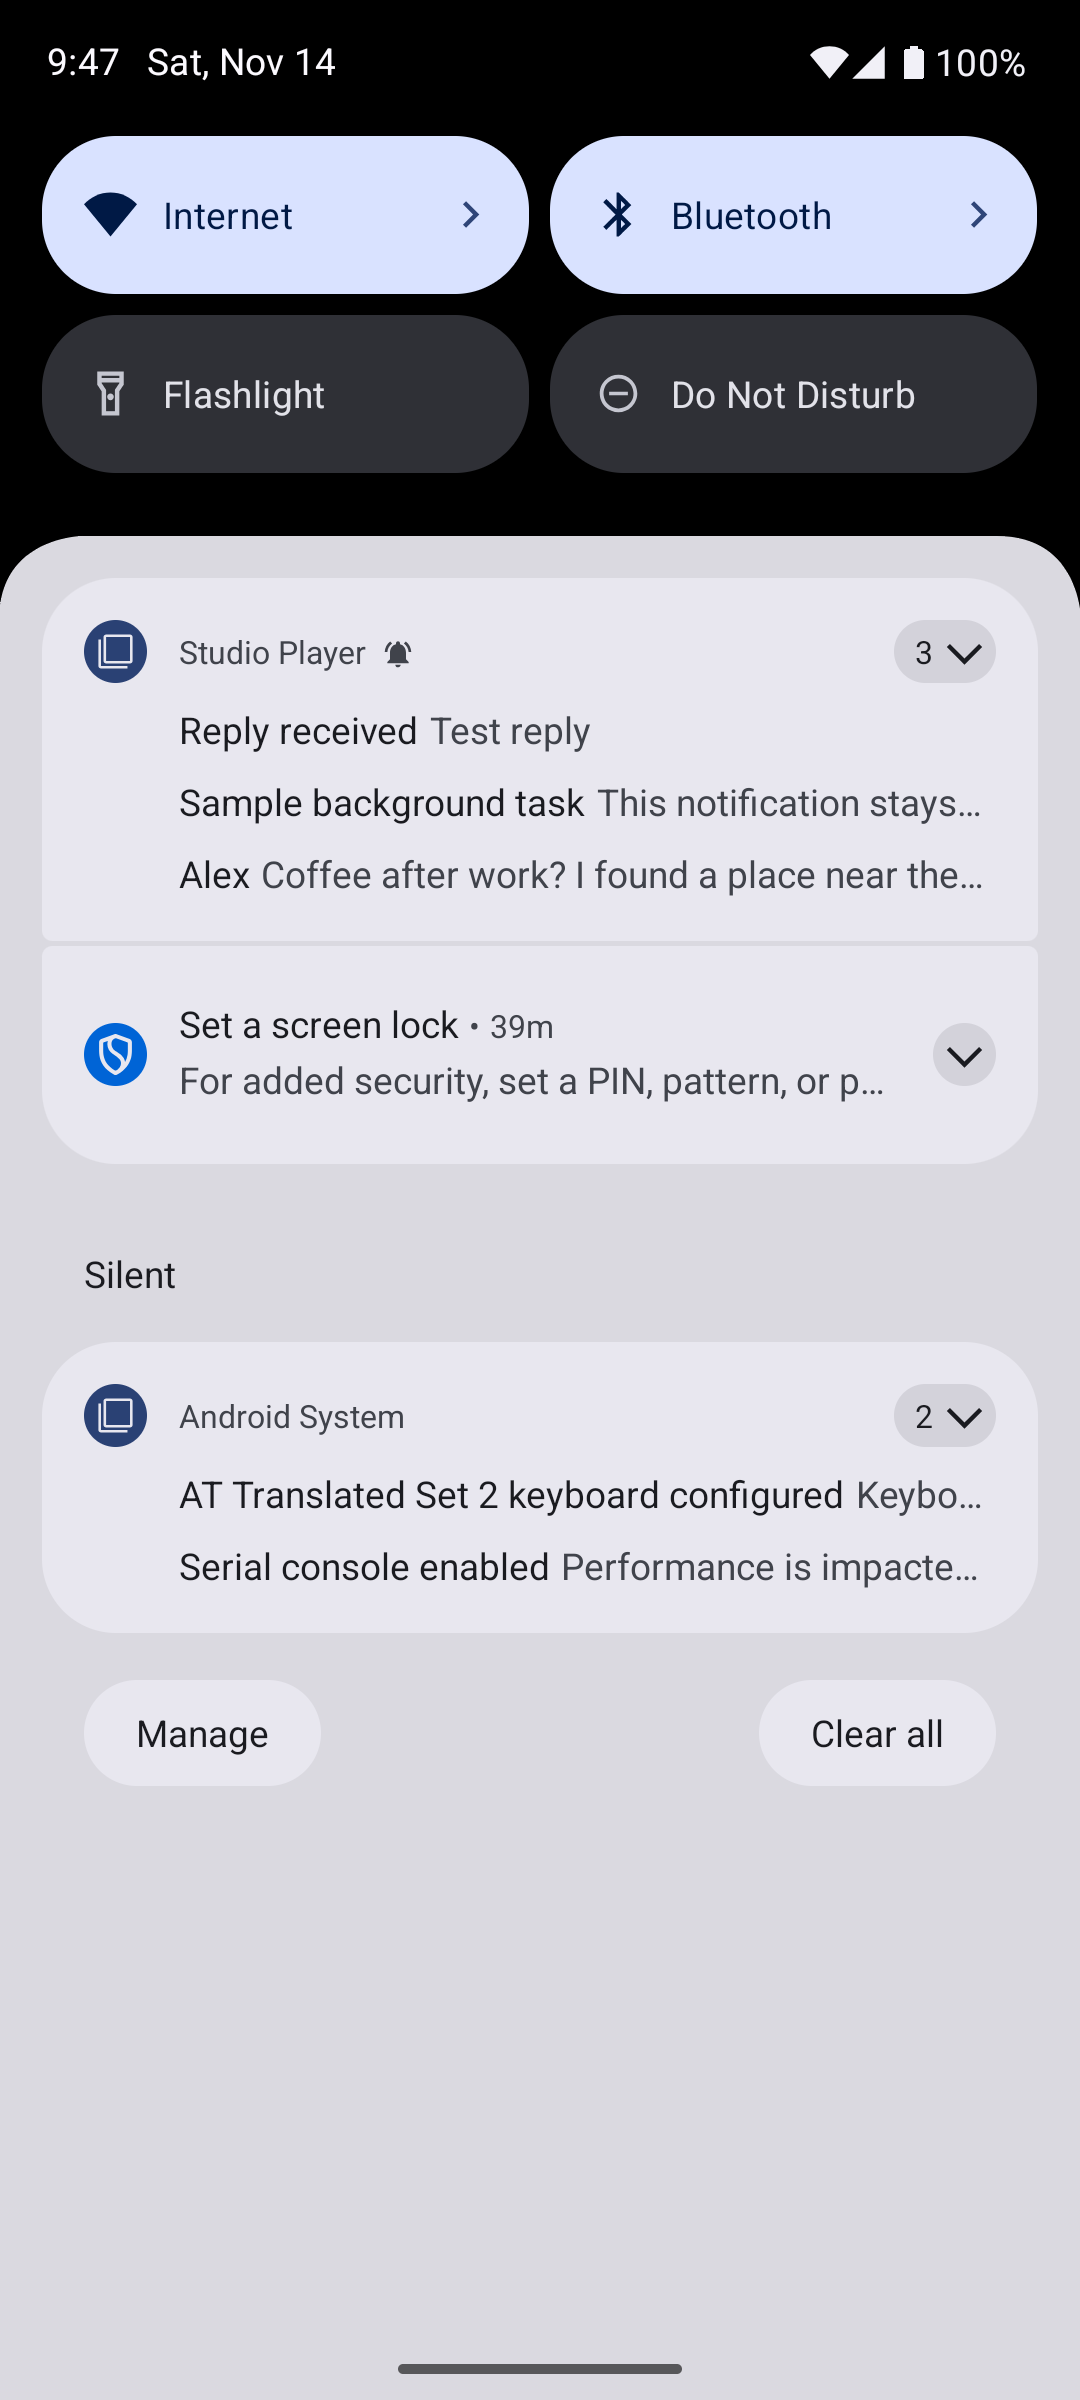 9:47 Sat, Nov 14 100%
Internet Bluetooth
Flashlight Do Not Disturb
Studio Player 3
Reply received Test reply
Sample background task This notification stays...
Alex Coffee after work? I found a place near the...
Set a screen lock • 39m
For added security, set a PIN, pattern, or p...
Silent
Android System 2
AT Translated Set 2 keyboard configured Keybo...
Serial console enabled Performance is impacte...
Manage Clear all